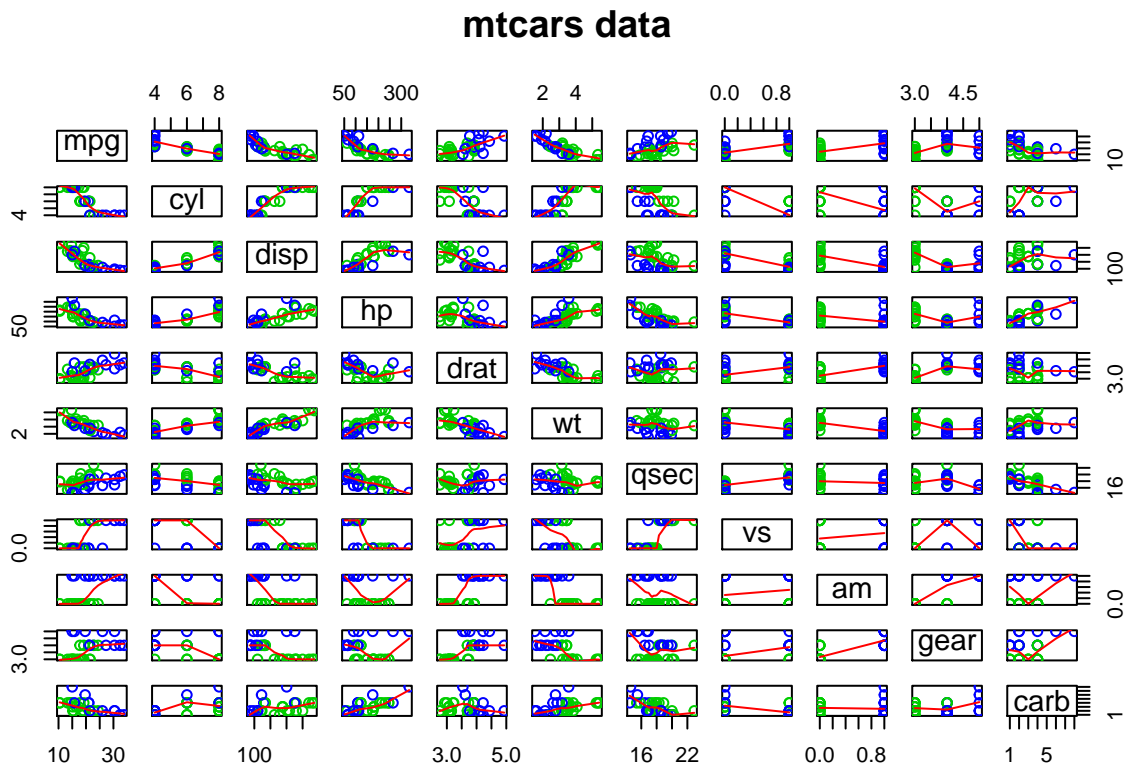 mtcars data
4 6 8 50 300 2 4 0.0 0.8 3.0 4.5
mpg 10
4 cyl
disp 100
50 hp
drat 3.0
2 wt
qsec 16
0.0 vs
am 0.0
3.0 gear
carb 1
10 30 100 3.0 5.0 16 22 0.0 0.8 1 5